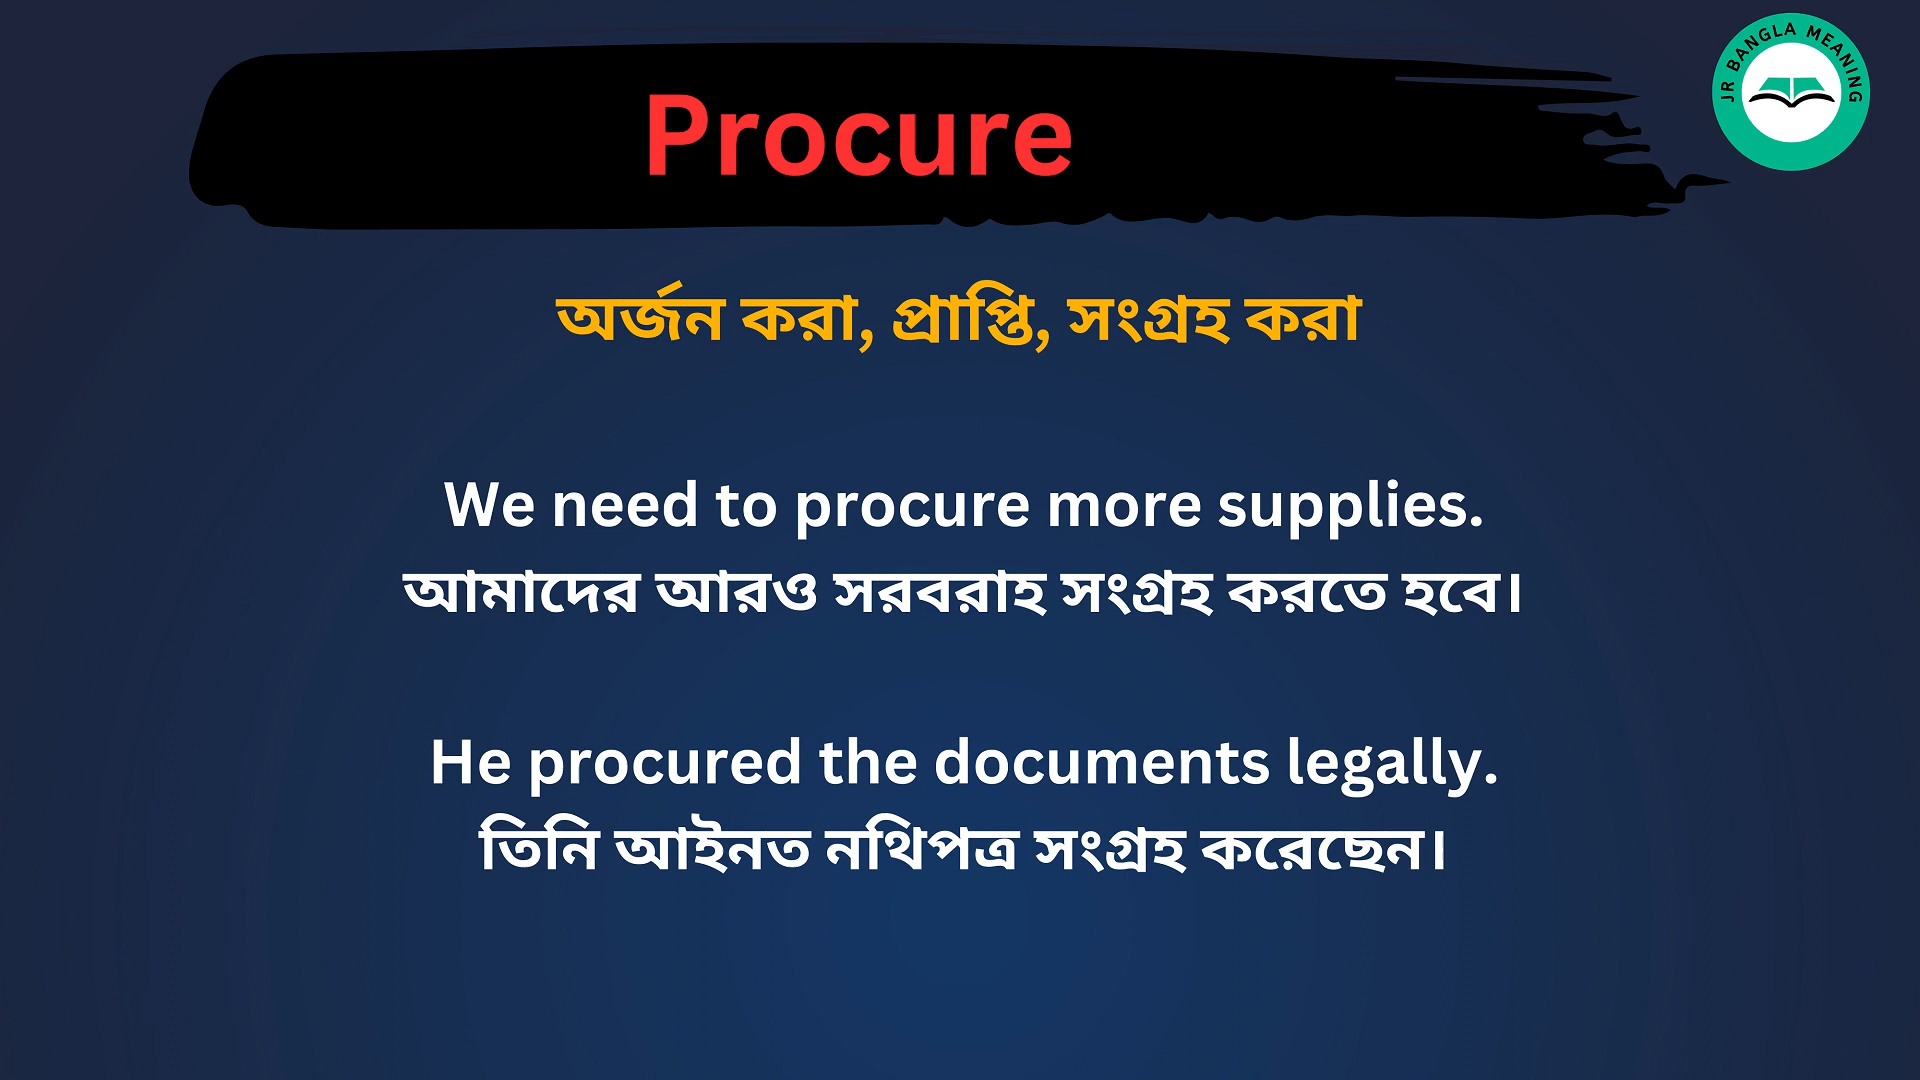 JR BANGLA MEANING
Procure
অর্জন করা, প্রাপ্তি, সংগ্রহ করা
We need to procure more supplies.
আমাদের আরও সরবরাহ সংগ্রহ করতে হবে।
He procured the documents legally.
তিনি আইনত নথিপত্র সংগ্রহ করেছেন।